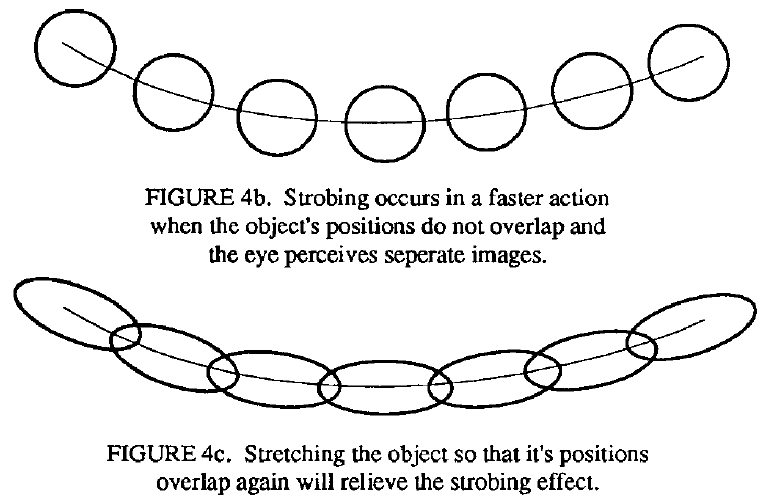 FIGURE 4b. Strobing occurs in a faster action
when the object's positions do not overlap and
the eye perceives seperate images.
FIGURE 4c. Stretching the object so that it's positions
overlap again will relieve the strobing effect.